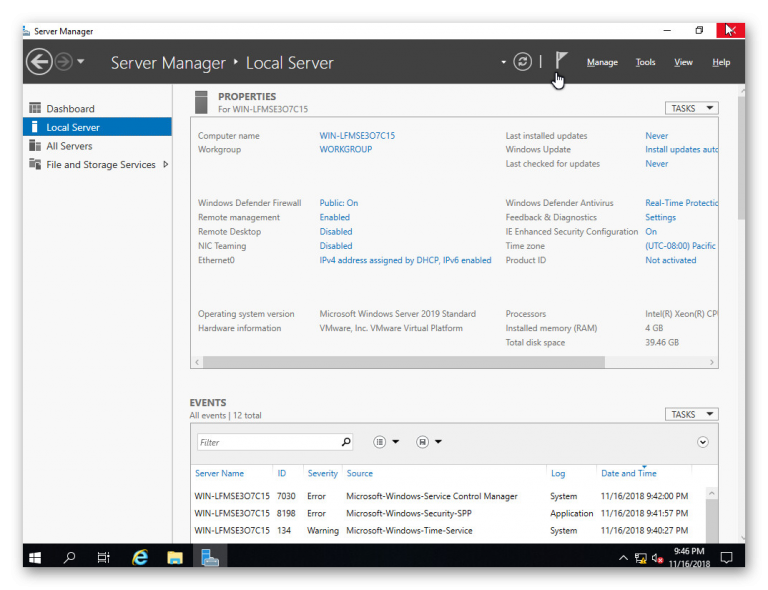 Server Manager
Server Manager • Local Server
Manage Tools View Help
Dashboard
Local Server
All Servers
File and Storage Services
PROPERTIES
For WIN-LFMSE3O7C15
TASKS
Computer name WIN-LFMSE3O7C15 Last installed updates Never
Workgroup WORKGROUP Windows Update Install updates auto
Last checked for updates Never
Windows Defender Firewall Public: On Windows Defender Antivirus Real-Time Protectio
Remote management Enabled Feedback & Diagnostics Settings
Remote Desktop Disabled IE Enhanced Security Configuration On
NIC Teaming Disabled Time zone (UTC-08:00) Pacific
Ethernet0 IPv4 address assigned by DHCP, IPv6 enabled Product ID Not activated
Operating system version Microsoft Windows Server 2019 Standard Processors Intel(R) Xeon(R) CP
Hardware information VMware, Inc. VMware Virtual Platform Installed memory (RAM) 4 GB
Total disk space 39.46 GB
EVENTS
All events | 12 total
TASKS
Filter
Server Name ID Severity Source Log Date and Time
WIN-LFMSE3O7C15 7030 Error Microsoft-Windows-Service Control Manager System 11/16/2018 9:42:00 PM
WIN-LFMSE3O7C15 8198 Error Microsoft-Windows-Security-SPP Application 11/16/2018 9:41:57 PM
WIN-LFMSE3O7C15 134 Warning Microsoft-Windows-Time-Service System 11/16/2018 9:40:27 PM
9:46 PM
11/16/2018